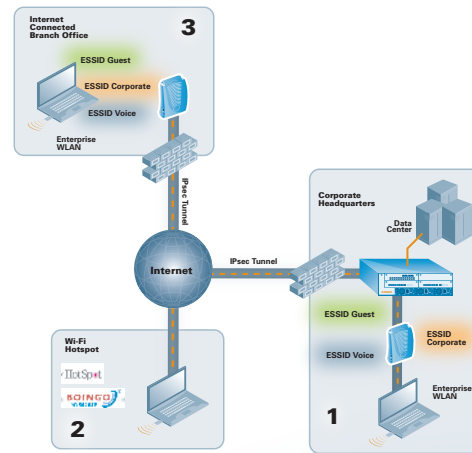 Internet
Connected
Branch Office
3
ESSID Guest
ESSID Corporate
ESSID Voice
Enterprise
WLAN
IPsec Tunnel
Corporate
Headquarters
Data
Center
Internet
IPsec Tunnel
ESSID Guest
ESSID
Corporate
ESSID Voice
Wi-Fi
Hotspot
HotSpot
BOINGO
Enterprise
WLAN
2
1